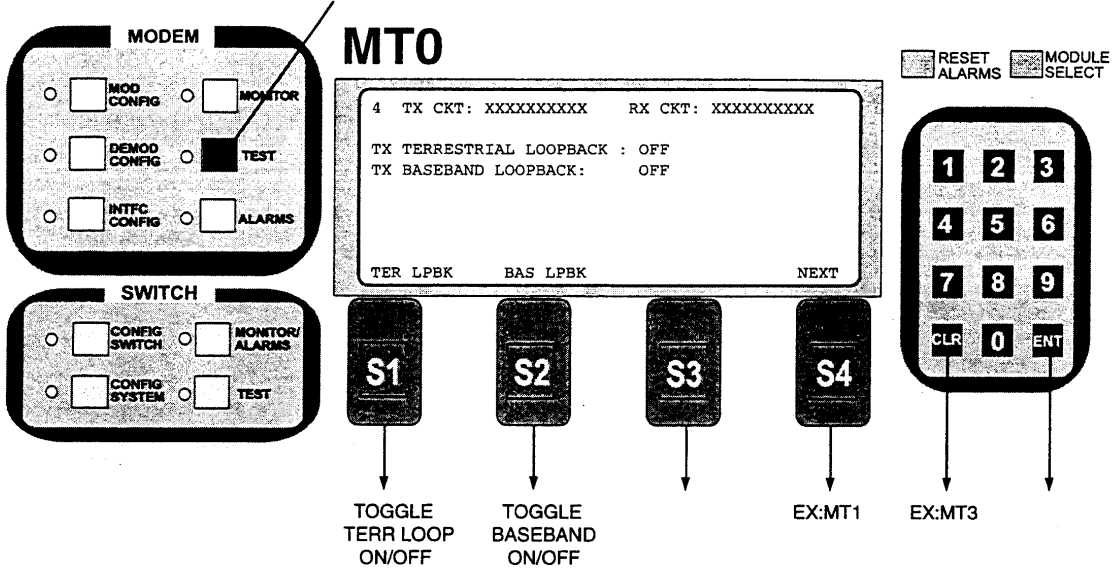 MODEM
MOD CONFIG
MONITOR
DEMOD CONFIG
TEST
INTFC CONFIG
ALARMS
SWITCH
CONFIG SWITCH
MONITOR/ ALARMS
CONFIG SYSTEM
TEST
MT0
4 TX CKT: XXXXXXXXXX RX CKT: XXXXXXXXXX
TX TERRESTRIAL LOOPBACK : OFF
TX BASEBAND LOOPBACK: OFF
TER LPBK BAS LPBK NEXT
S1 S2 S3 S4
TOGGLE
TERR LOOP
ON/OFF
TOGGLE
BASEBAND
ON/OFF
EX:MT1
RESET
ALARMS
MODULE
SELECT
1 2 3
4 5 6
7 8 9
CLR 0 ENT
EX:MT3